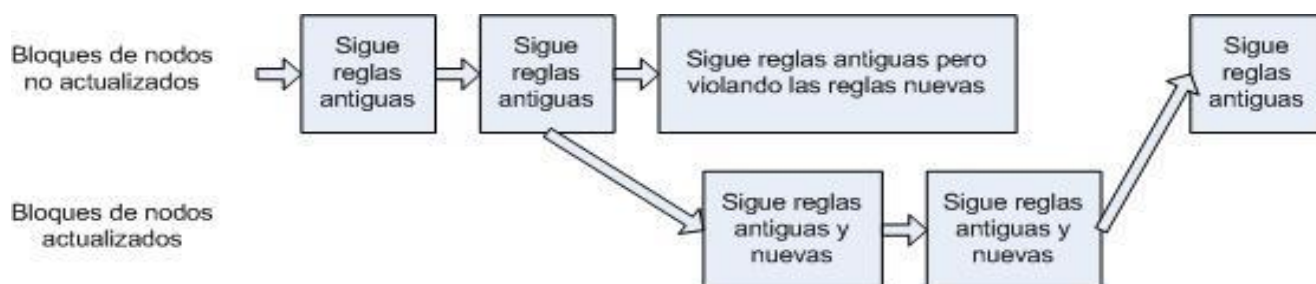 Bloques de nodos
no actualizados
Sigue
reglas
antiguas
Sigue
reglas
antiguas
Sigue reglas antiguas pero
violando las reglas nuevas
Sigue
reglas
antiguas
Bloques de nodos
actualizados
Sigue reglas
antiguas y
nuevas
Sigue reglas
antiguas y
nuevas